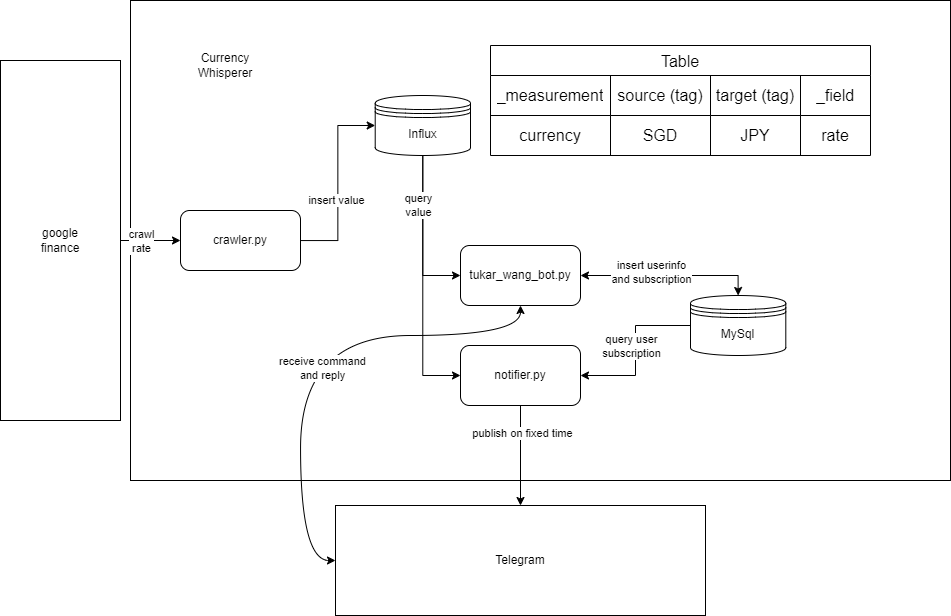 Currency
Whisperer
Table
_measurement source (tag) target (tag) _field
currency SGD JPY rate
Influx
insert value
query
value
google
finance
crawl
rate
crawler.py
tukar_wang_bot.py
insert userinfo
and subscription
MySql
query user
subscription
receive command
and reply
notifier.py
publish on fixed time
Telegram